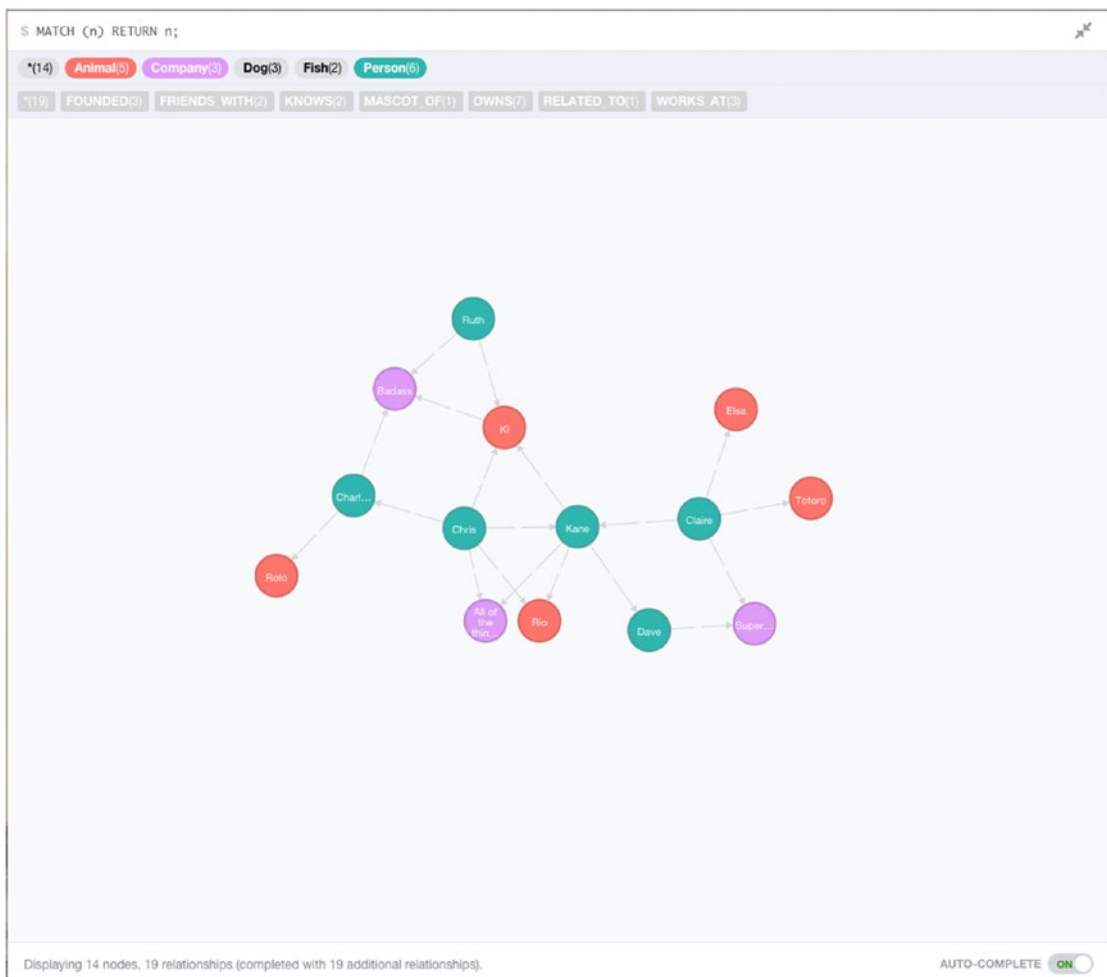 $ MATCH (n) RETURN n;
*(14) Animal(5) Company(3) Dog(3) Fish(2) Person(6)
*(19) FOUNDED(3) FRIENDS_WITH(2) KNOWS(2) MASCOT_OF(1) OWNS(7) RELATED_TO(1) WORKS_AT(3)
Ruth
Badass
Elsa
Ki
Charl...
Totoro
Chris
Kane
Claire
Rolo
All of
the
thin...
Rio
Dave
Super...
Displaying 14 nodes, 19 relationships (completed with 19 additional relationships).
AUTO-COMPLETE ON